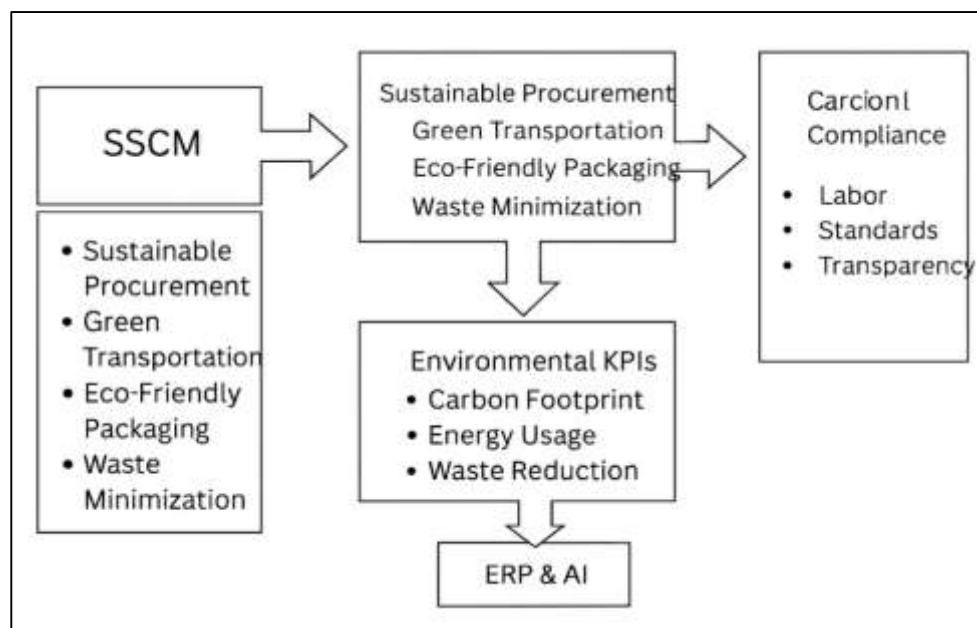 SSCM
• Sustainable
Procurement
• Green
Transportation
• Eco-Friendly
Packaging
• Waste
Minimization
Sustainable Procurement
Green Transportation
Eco-Friendly Packaging
Waste Minimization
Environmental KPIs
• Carbon Footprint
• Energy Usage
• Waste Reduction
ERP & AI
Carcion l
Compliance
• Labor
• Standards
• Transparency